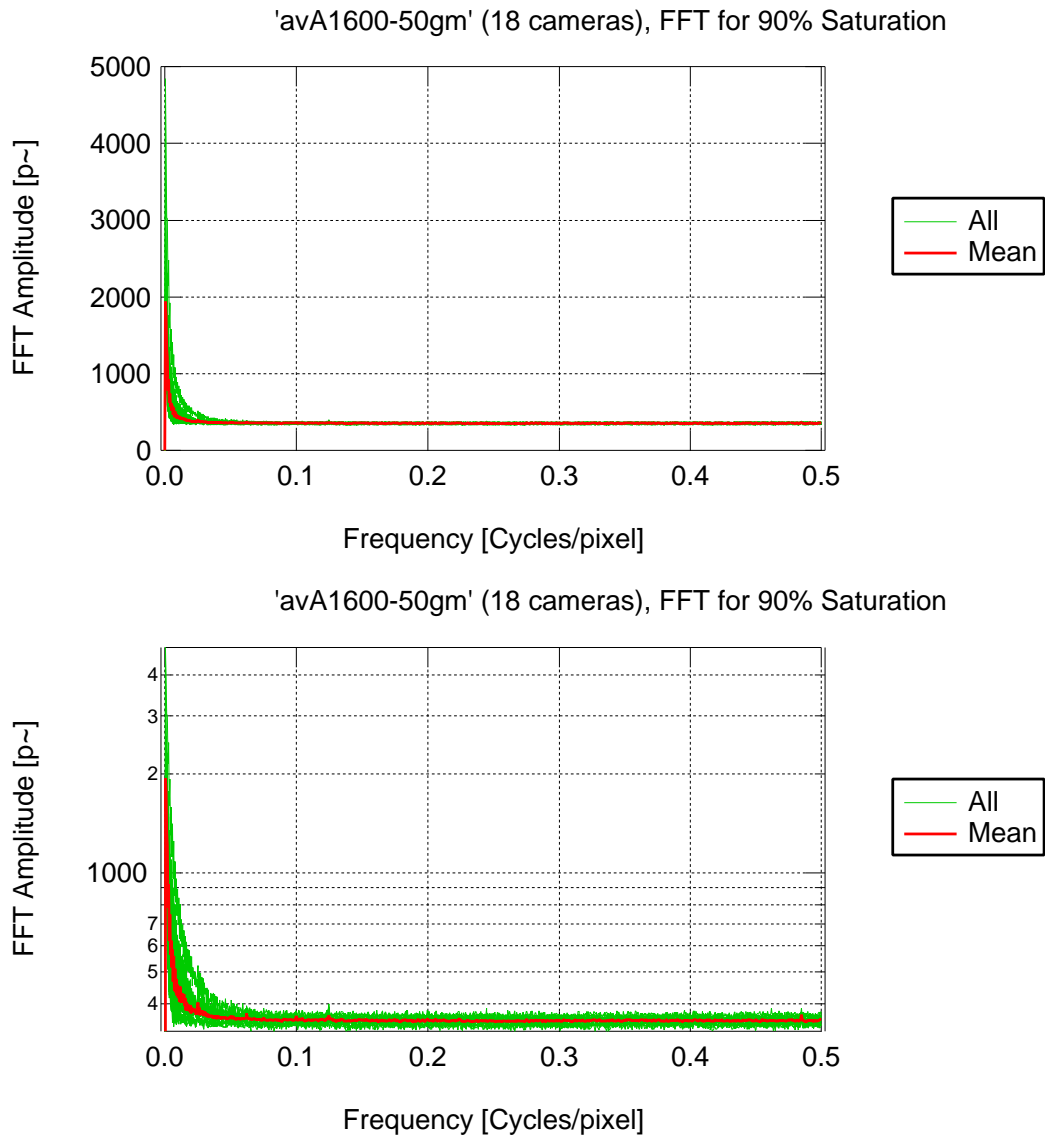 'avA1600-50gm' (18 cameras), FFT for 90% Saturation
5000
4000
3000
2000
1000
0
FFT Amplitude [p~]
0.0 0.1 0.2 0.3 0.4 0.5
Frequency [Cycles/pixel]
All
Mean
'avA1600-50gm' (18 cameras), FFT for 90% Saturation
4
3
2
1000
7
6
5
4
FFT Amplitude [p~]
0.0 0.1 0.2 0.3 0.4 0.5
Frequency [Cycles/pixel]
All
Mean